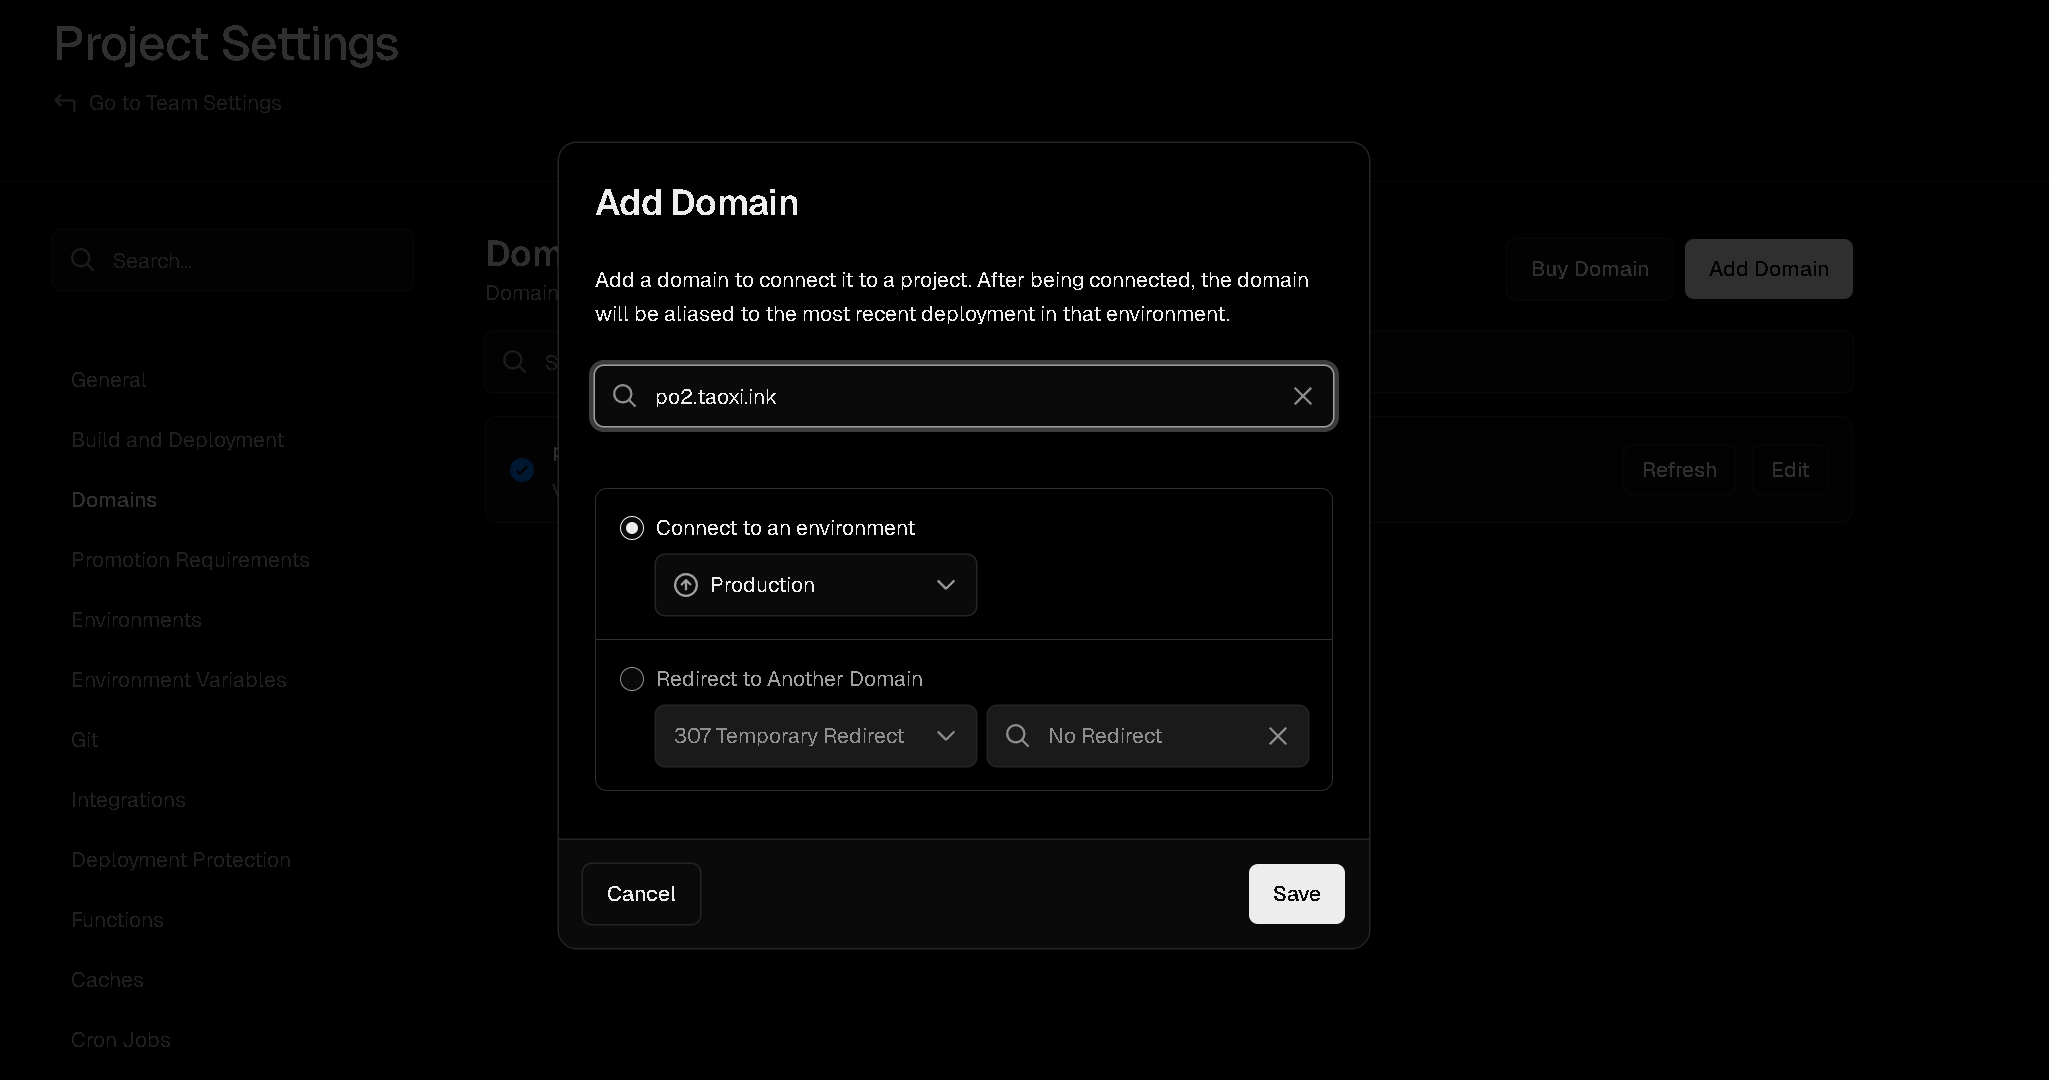 Project Settings
Go to Team Settings
Search...
General
Build and Deployment
Domains
Promotion Requirements
Environments
Environment Variables
Git
Integrations
Deployment Protection
Functions
Caches
Cron Jobs
Buy Domain
Add Domain
Refresh
Edit
Add Domain
Add a domain to connect it to a project. After being connected, the domain
will be aliased to the most recent deployment in that environment.
po2.taoxi.ink
Connect to an environment
Production
Redirect to Another Domain
307 Temporary Redirect
No Redirect
Cancel
Save